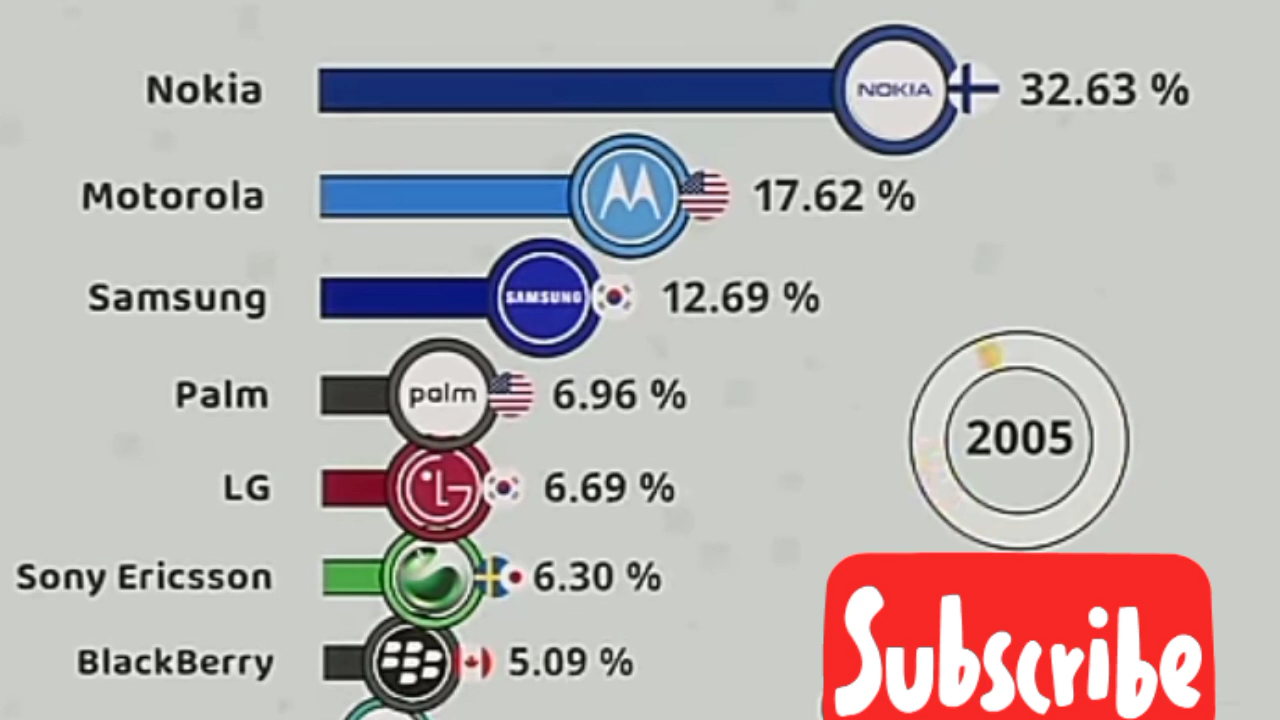 Nokia NOKIA 32.63 %
Motorola 17.62 %
Samsung SAMSUNG 12.69 %
Palm palm 6.96 %
LG LG 6.69 %
2005
Sony Ericsson 6.30 %
BlackBerry 5.09 %
Subscribe